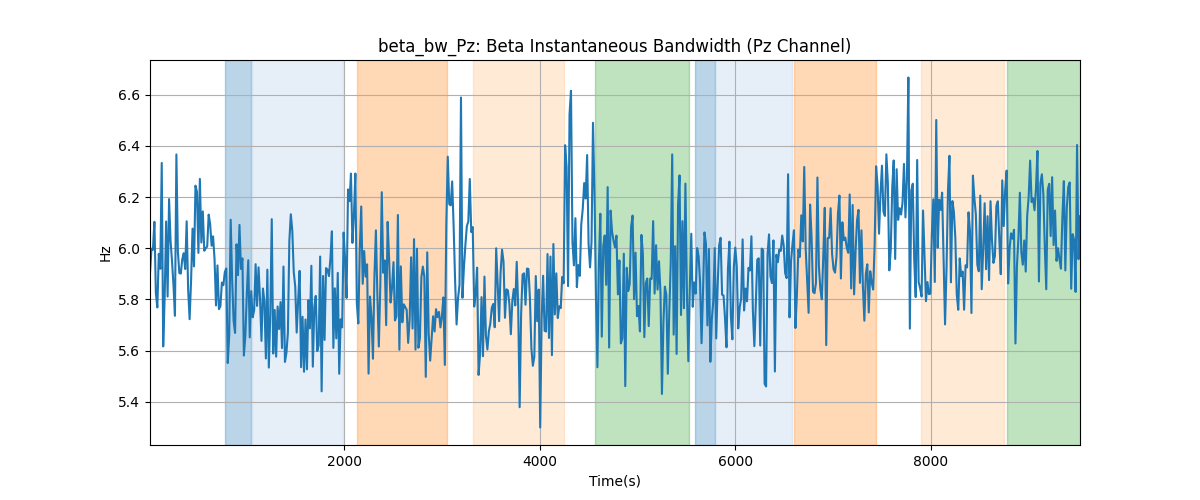 beta_bw_Pz: Beta Instantaneous Bandwidth (Pz Channel)
Hz
6.6
6.4
6.2
6.0
5.8
5.6
5.4
2000 4000 6000 8000
Time(s)